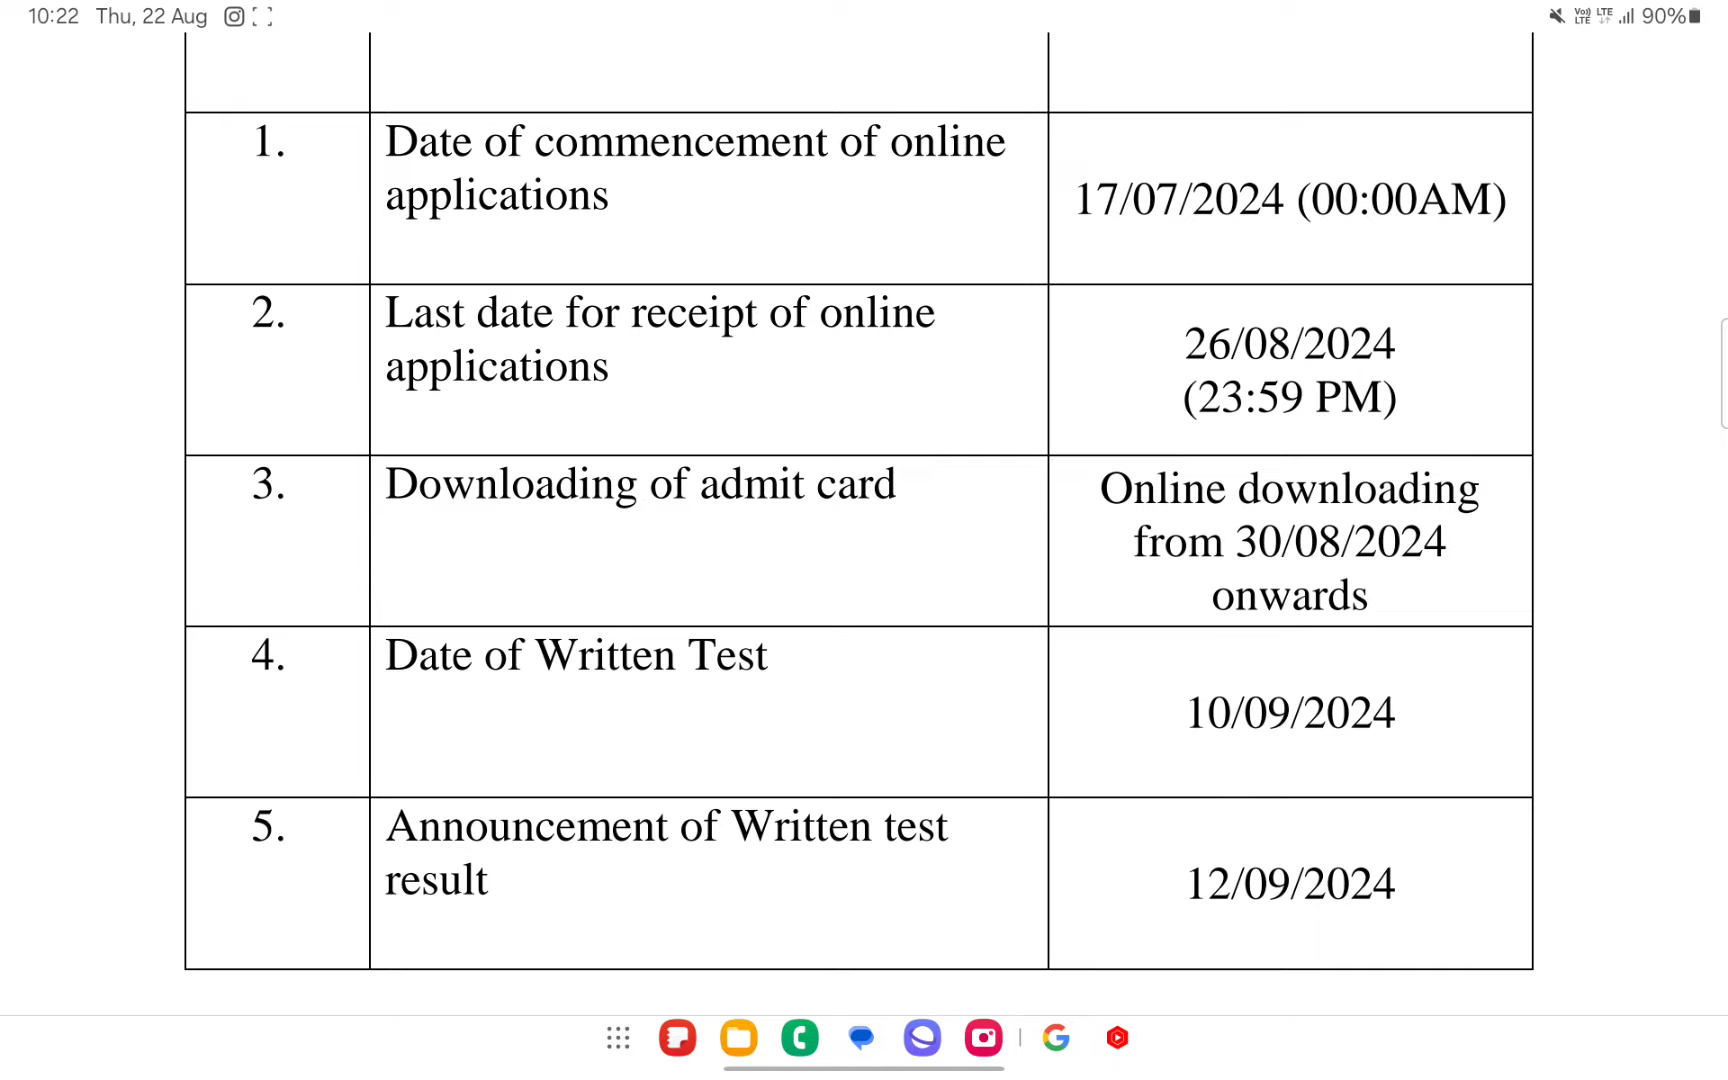 10:22 Thu, 22 Aug
Vo)) LTE
LTE
90%
1.
Date of commencement of online
applications
17/07/2024 (00:00AM)
2.
Last date for receipt of online
applications
26/08/2024
(23:59 PM)
3.
Downloading of admit card
Online downloading
from 30/08/2024
onwards
4.
Date of Written Test
10/09/2024
5.
Announcement of Written test
result
12/09/2024